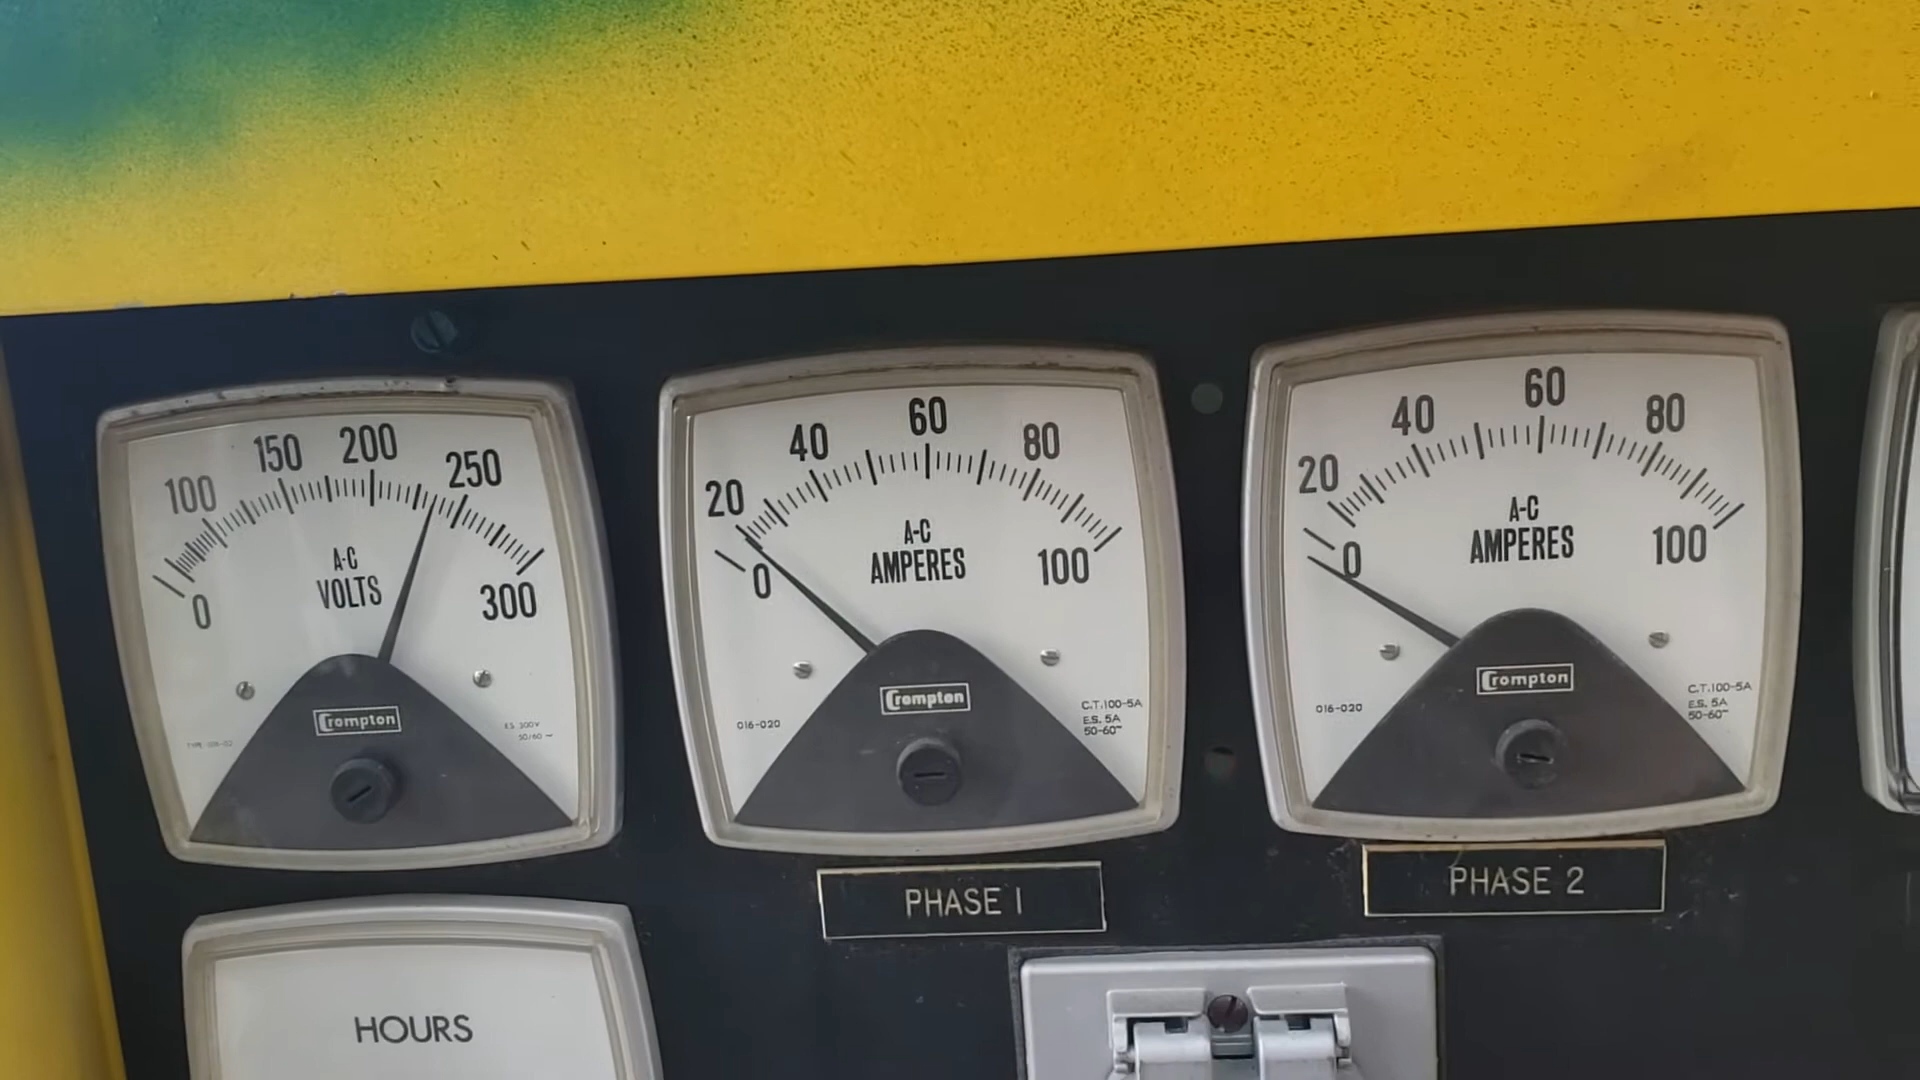 100 150 200 250
0 300
A-C
VOLTS
Crompton
E.S. 300V
50/60 ~
20 40 60 80
0 100
A-C
AMPERES
Crompton
016-020
C.T.100-5A
E.S. 5A
50-60~
PHASE 1
20 40 60 80
0 100
A-C
AMPERES
Crompton
016-020
C.T.100-5A
E.S. 5A
50-60~
PHASE 2
HOURS